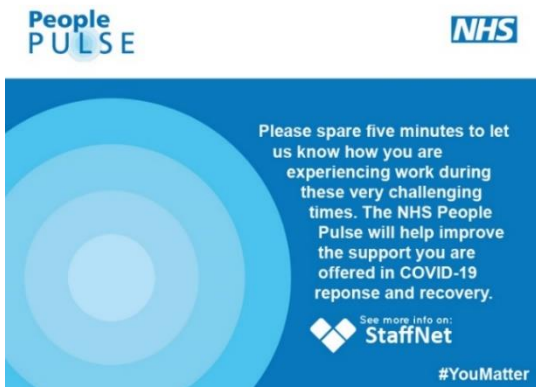 People
PULSE
NHS
Please spare five minutes to let
us know how you are
experiencing work during
these very challenging
times. The NHS People
Pulse will help improve
the support you are
offered in COVID-19
reponse and recovery.
See more info on:
StaffNet
#YouMatter